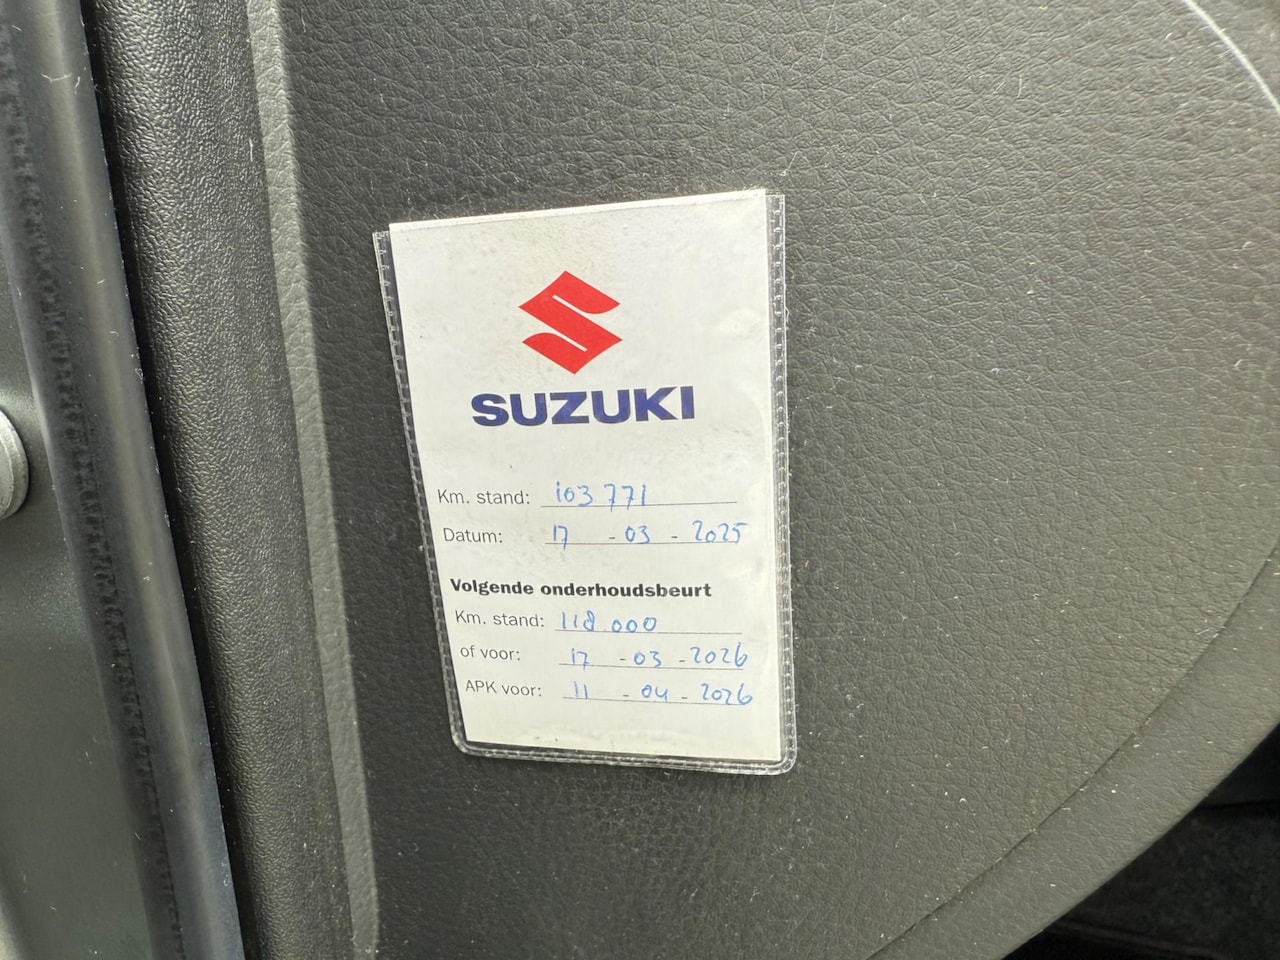 SUZUKI
Km. stand: 103 771
Datum: 17 - 03 - 2025
Volgende onderhoudsbeurt
Km. stand: 118.000
of voor: 17 - 03 - 2026
APK voor: 11 - 04 - 2026